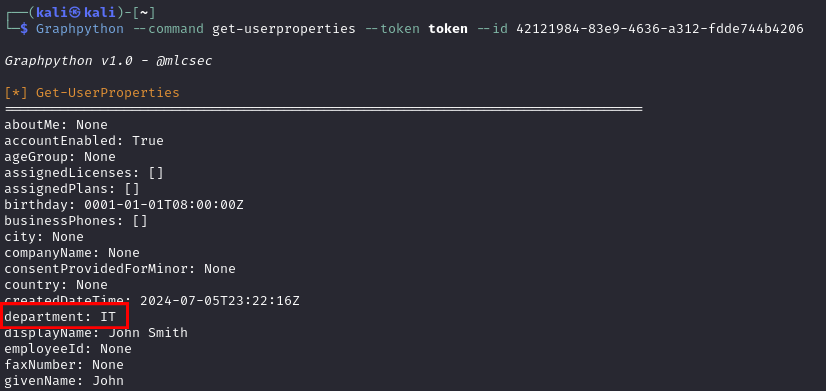 ┌──(kali㉿kali)-[~]
└─$ Graphpython --command get-userproperties --token token --id 42121984-83e9-4636-a312-fdde744b4206
Graphpython v1.0 - @mlcsec
[*] Get-UserProperties
================================================================================
aboutMe: None
accountEnabled: True
ageGroup: None
assignedLicenses: []
assignedPlans: []
birthday: 0001-01-01T08:00:00Z
businessPhones: []
city: None
companyName: None
consentProvidedForMinor: None
country: None
createdDateTime: 2024-07-05T23:22:16Z
department: IT
displayName: John Smith
employeeId: None
faxNumber: None
givenName: John